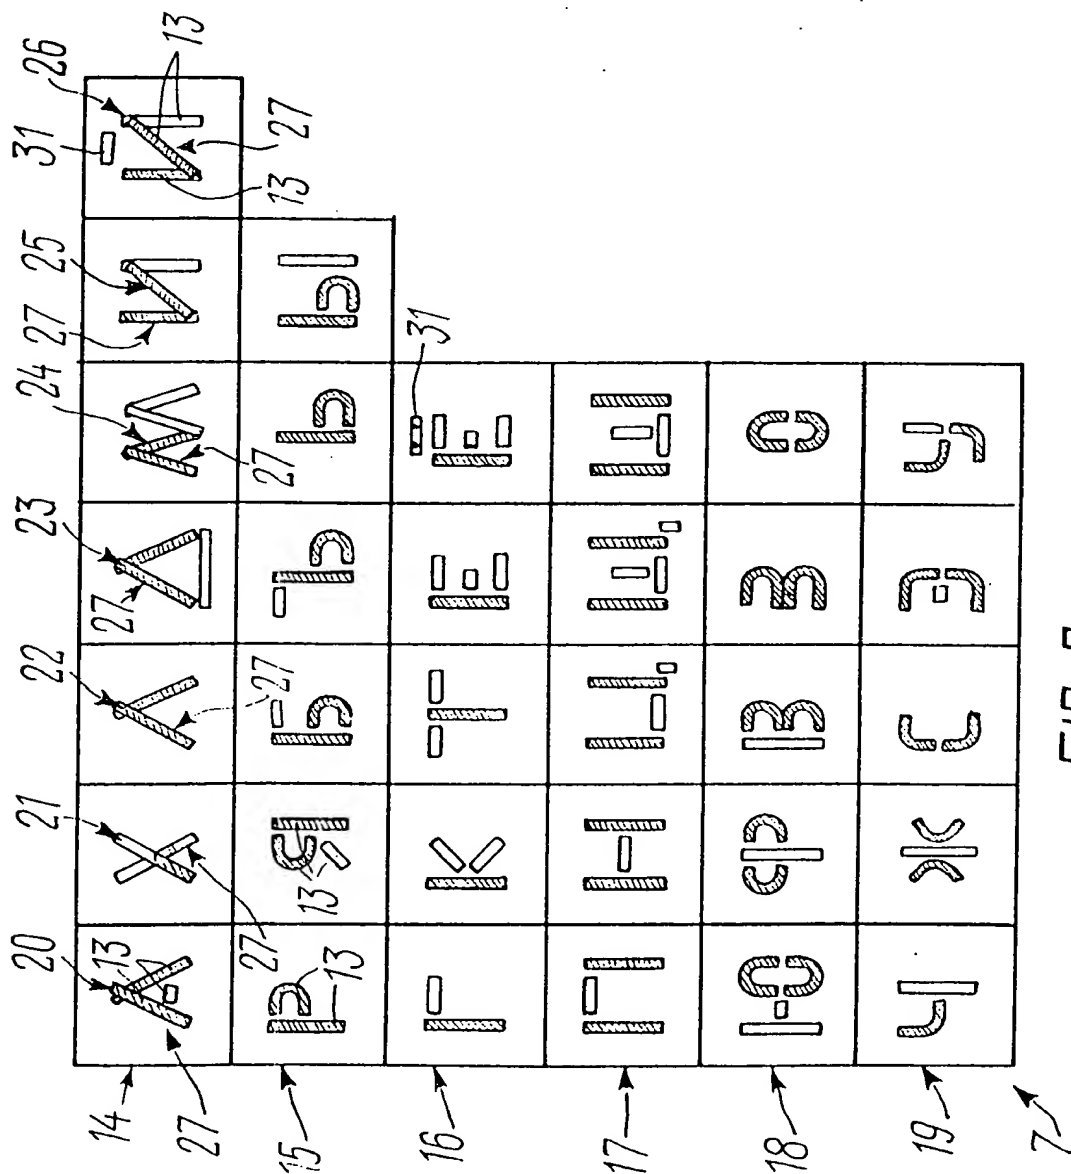 26 13
31
25
24 27
23
22 27
21
20 13
14 А Х Л Д М И Й
27 27 27 27 13 27
15 Р Я Б Ъ Ь Ы
13 13 27 31
16 Г К Т Е Ё
17 П Н Ц Щ Ш
18 Ю Ф В З О
19 Ч Ж С Э У
7